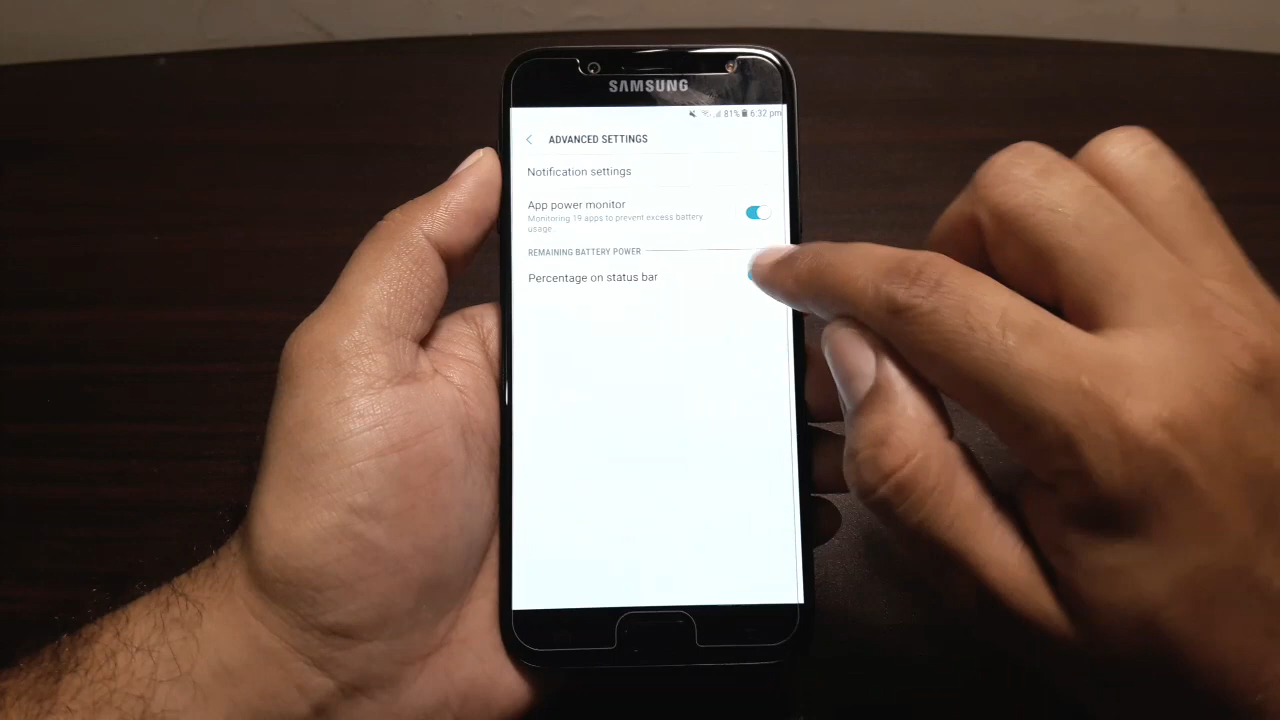 SAMSUNG
81% 6:32 pm
ADVANCED SETTINGS
Notification settings
App power monitor
Monitoring 19 apps to prevent excess battery
usage.
REMAINING BATTERY POWER
Percentage on status bar